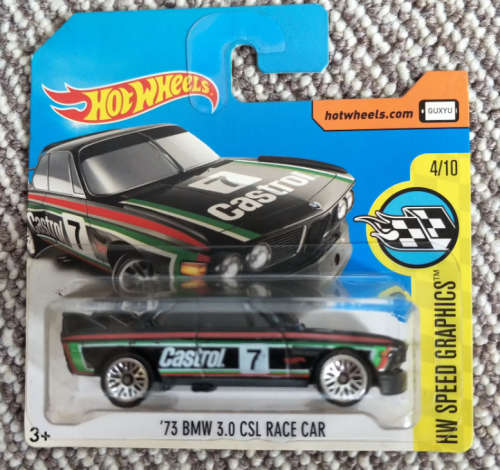 HOT WHEELS
hotwheels.com
GUXYU
4/10
HW SPEED GRAPHICS™
7
Castrol
Castrol 7
Castrol 7
3+
'73 BMW 3.0 CSL RACE CAR